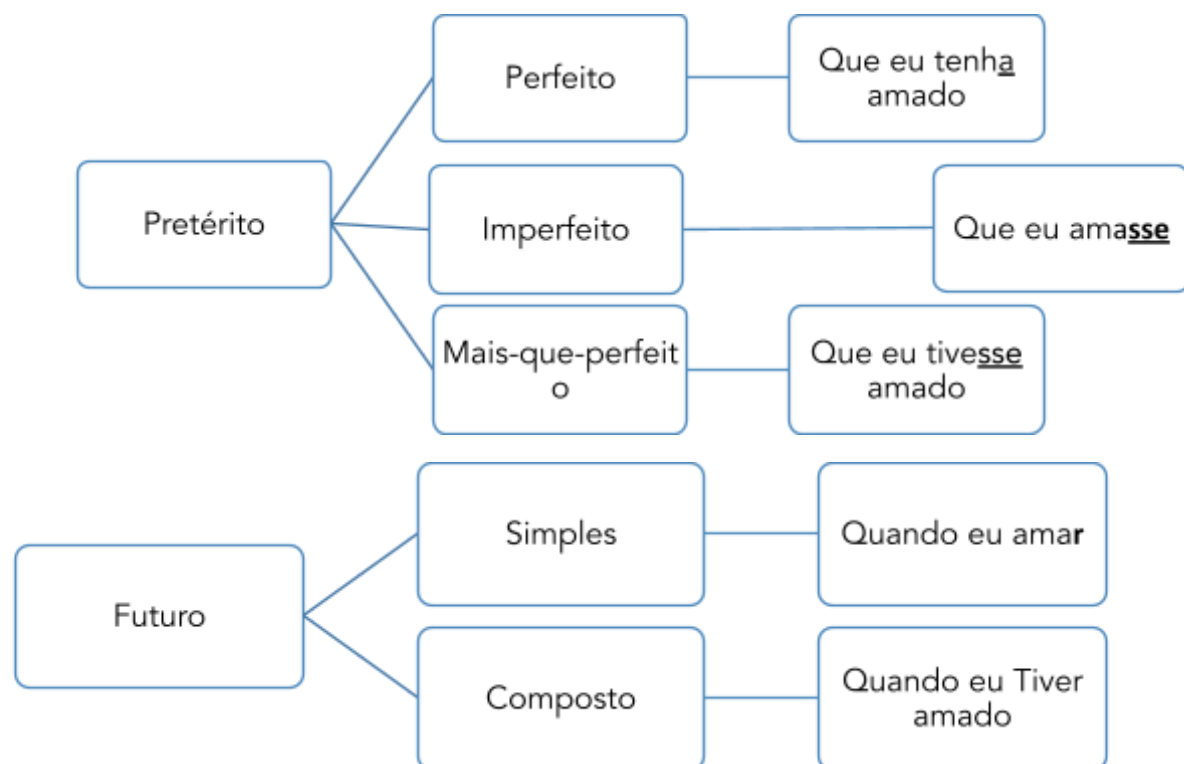 Pretérito
Perfeito
Que eu tenha
amado
Imperfeito
Que eu amasse
Mais-que-perfeit
o
Que eu tivesse
amado
Futuro
Simples
Quando eu amar
Composto
Quando eu Tiver
amado